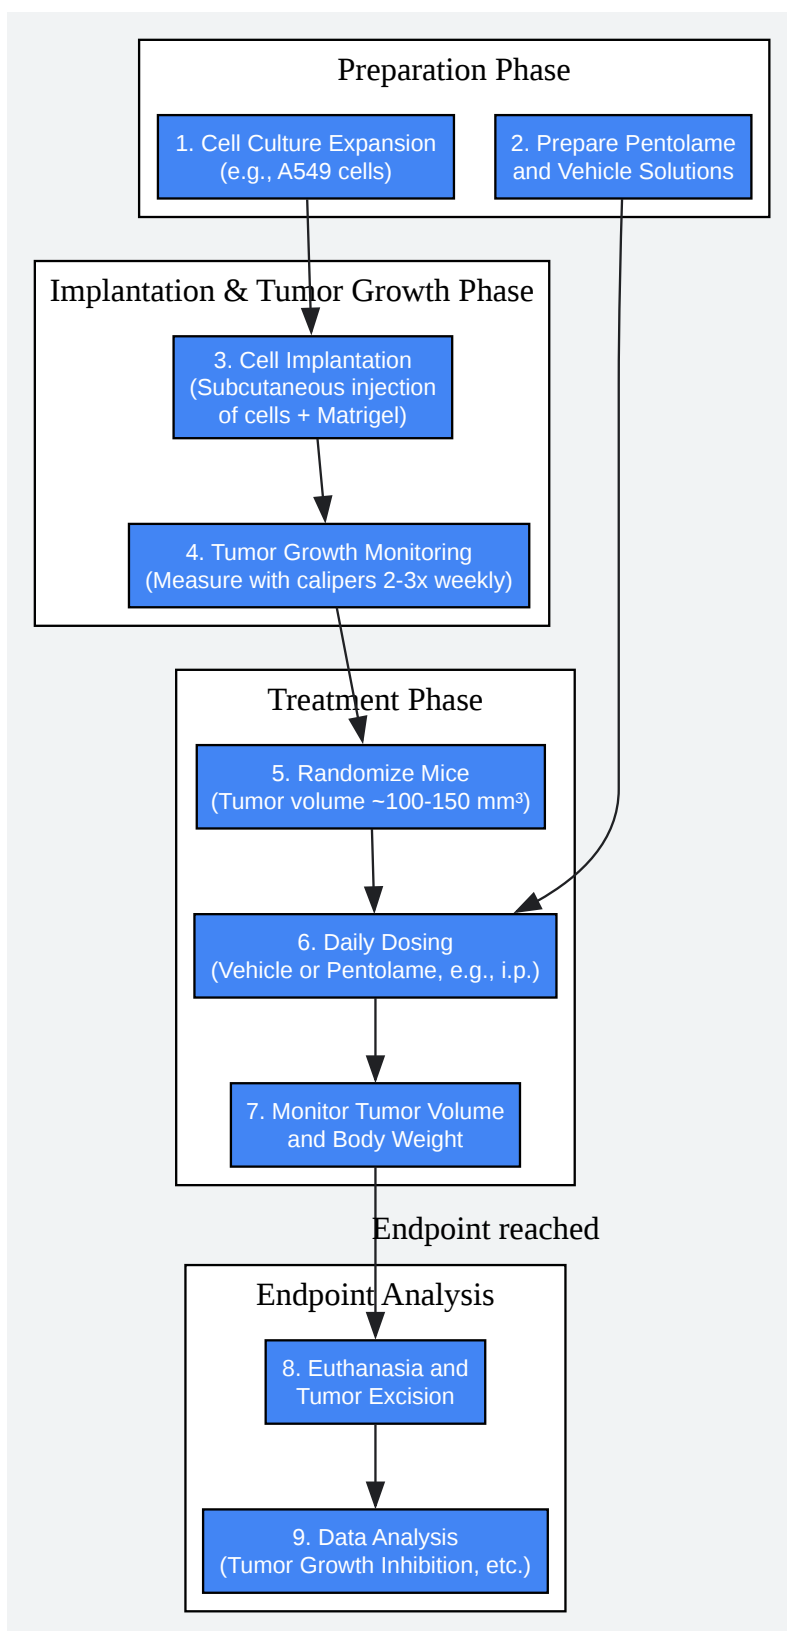 Preparation Phase
1. Cell Culture Expansion
(e.g., A549 cells)
2. Prepare Pentolame
and Vehicle Solutions
Implantation & Tumor Growth Phase
3. Cell Implantation
(Subcutaneous injection
of cells + Matrigel)
4. Tumor Growth Monitoring
(Measure with calipers 2-3x weekly)
Treatment Phase
5. Randomize Mice
(Tumor volume ~100-150 mm³)
6. Daily Dosing
(Vehicle or Pentolame, e.g., i.p.)
7. Monitor Tumor Volume
and Body Weight
Endpoint reached
Endpoint Analysis
8. Euthanasia and
Tumor Excision
9. Data Analysis
(Tumor Growth Inhibition, etc.)